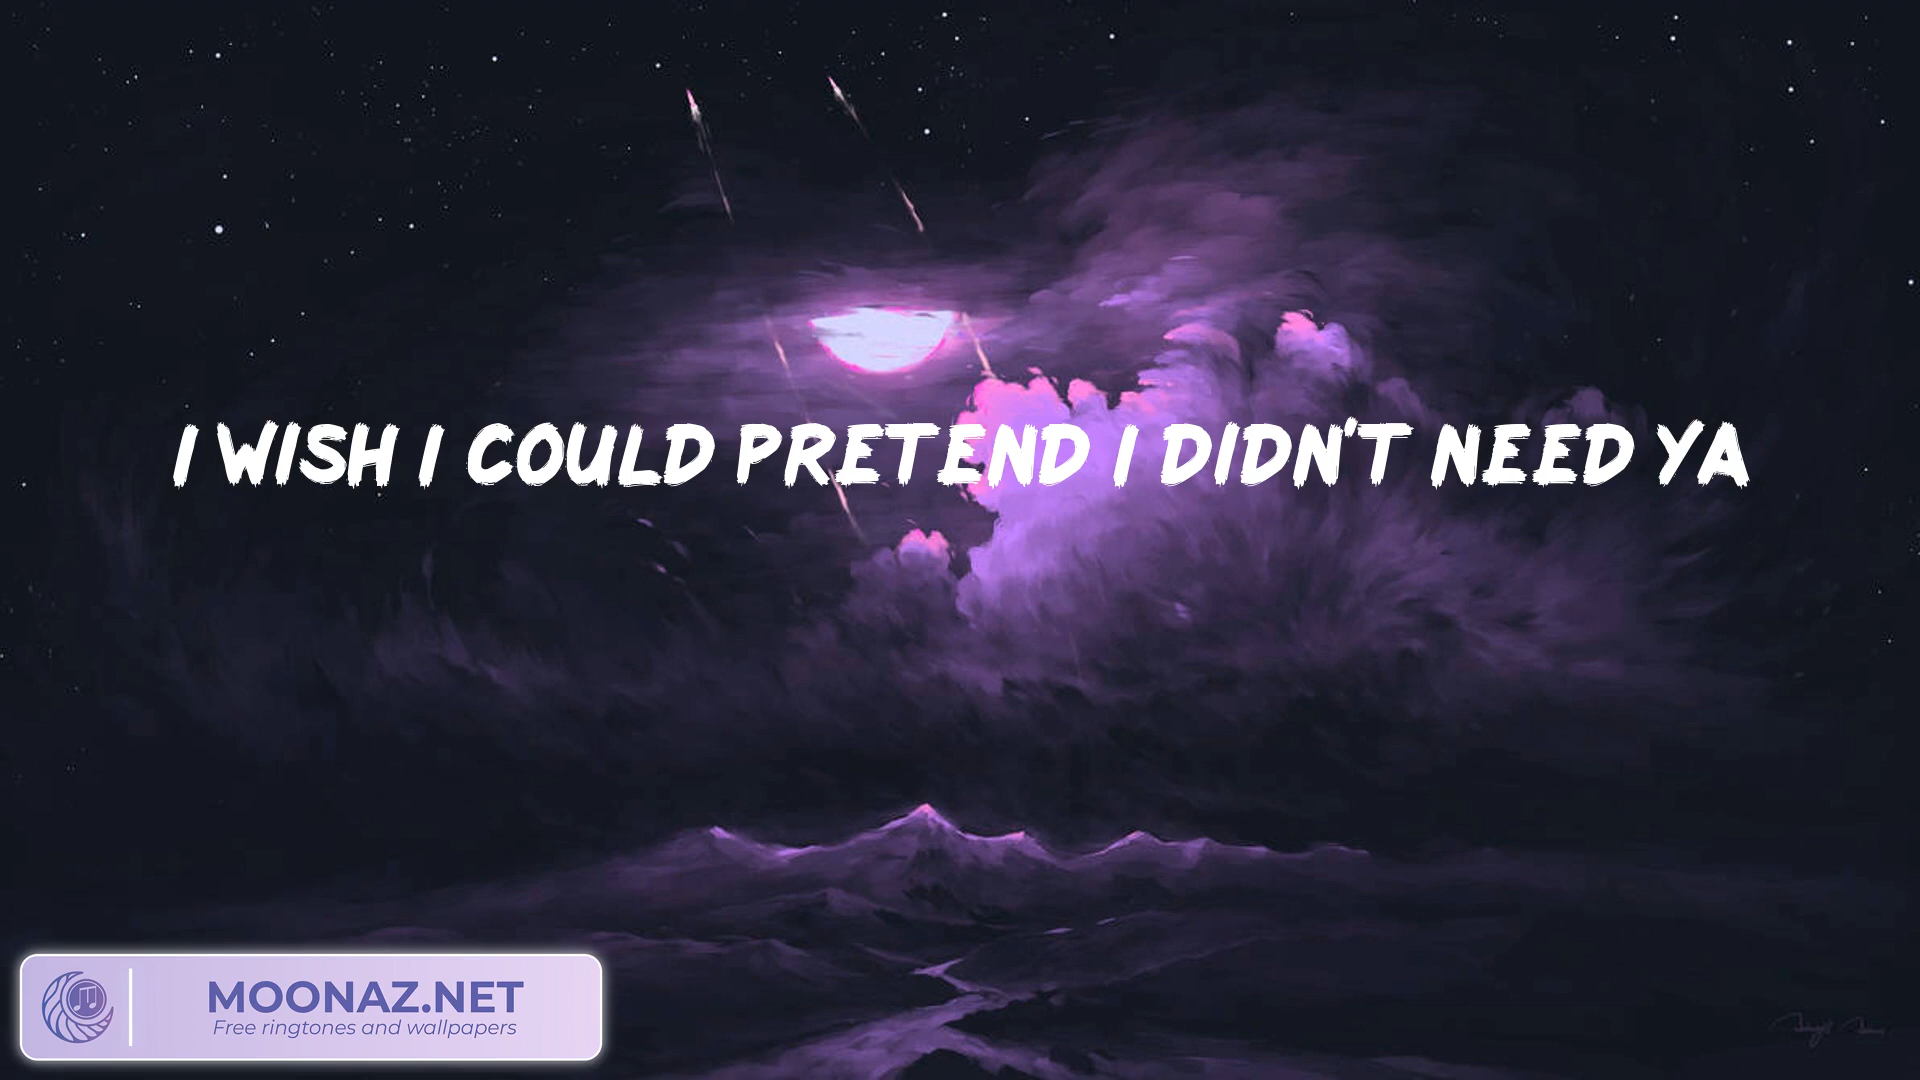 I WISH I COULD PRETEND I DIDN'T NEED YA
MOONAZ.NET
Free ringtones and wallpapers